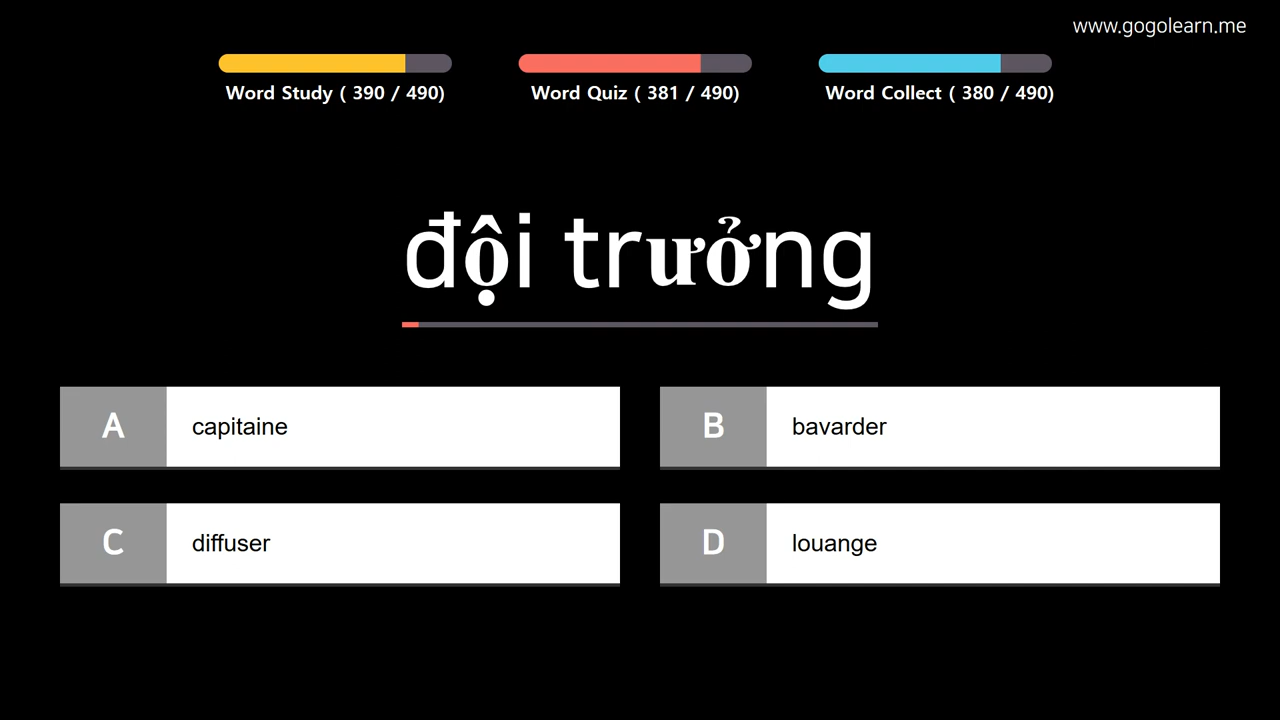 www.gogolearn.me
Word Study ( 390 / 490)
Word Quiz ( 381 / 490)
Word Collect ( 380 / 490)
đội trưởng
A capitaine
B bavarder
C diffuser
D louange